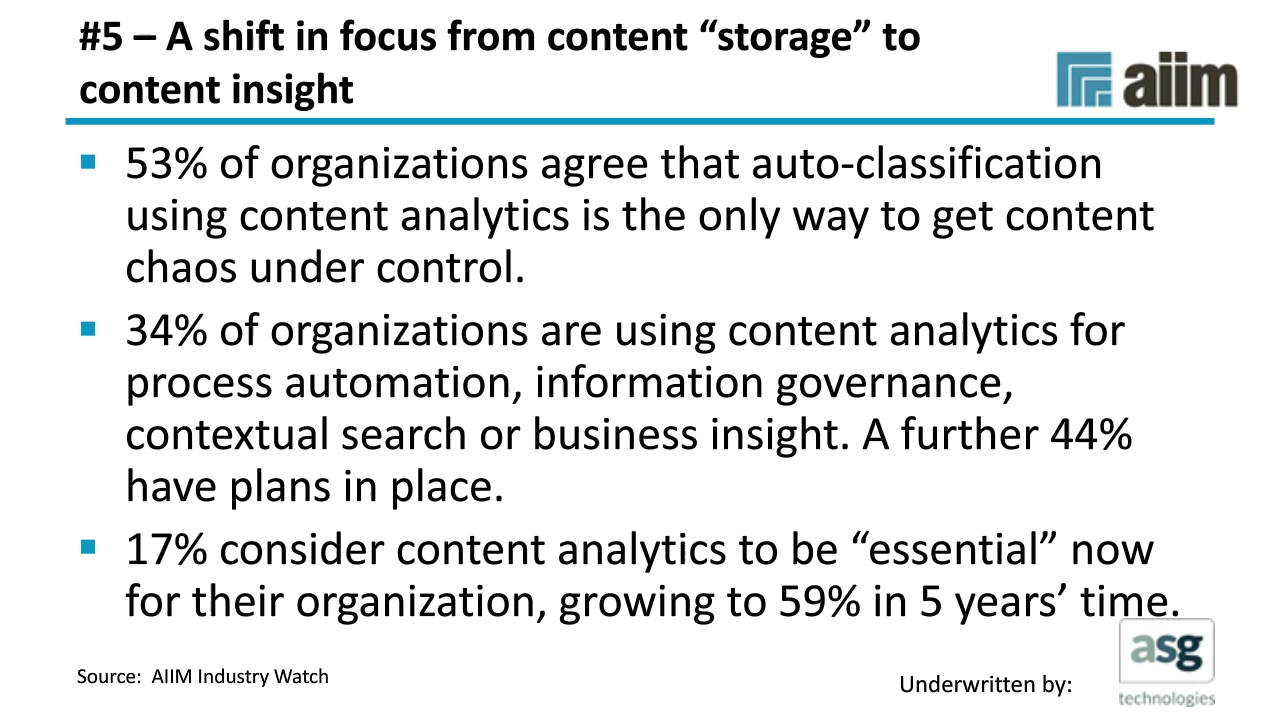 #5 – A shift in focus from content “storage” to
content insight
aiim
53% of organizations agree that auto-classification
using content analytics is the only way to get content
chaos under control.
34% of organizations are using content analytics for
process automation, information governance,
contextual search or business insight. A further 44%
have plans in place.
17% consider content analytics to be “essential” now
for their organization, growing to 59% in 5 years’ time.
Source: AIIM Industry Watch
Underwritten by:
asg
technologies